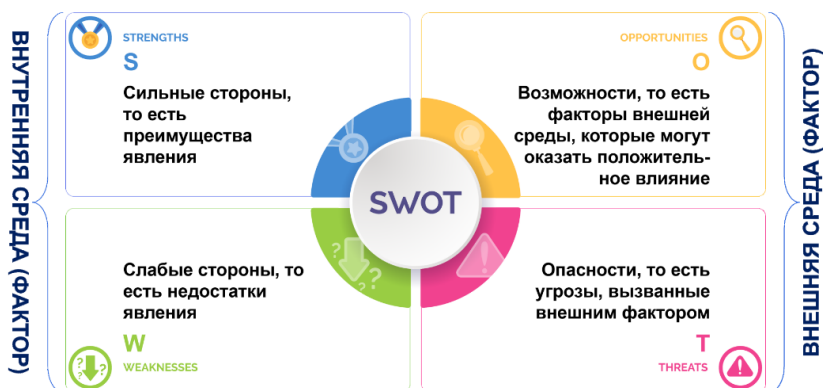 ВНУТРЕННЯЯ СРЕДА (ФАКТОР)
STRENGTHS
S
Сильные стороны,
то есть
преимущества
явления
OPPORTUNITIES
O
Возможности, то есть
факторы внешней
среды, которые могут
оказать положитель-
ное влияние
SWOT
Слабые стороны, то
есть недостатки
явления
W
WEAKNESSES
Опасности, то есть
угрозы, вызванные
внешним фактором
T
THREATS
ВНЕШНЯЯ СРЕДА (ФАКТОР)